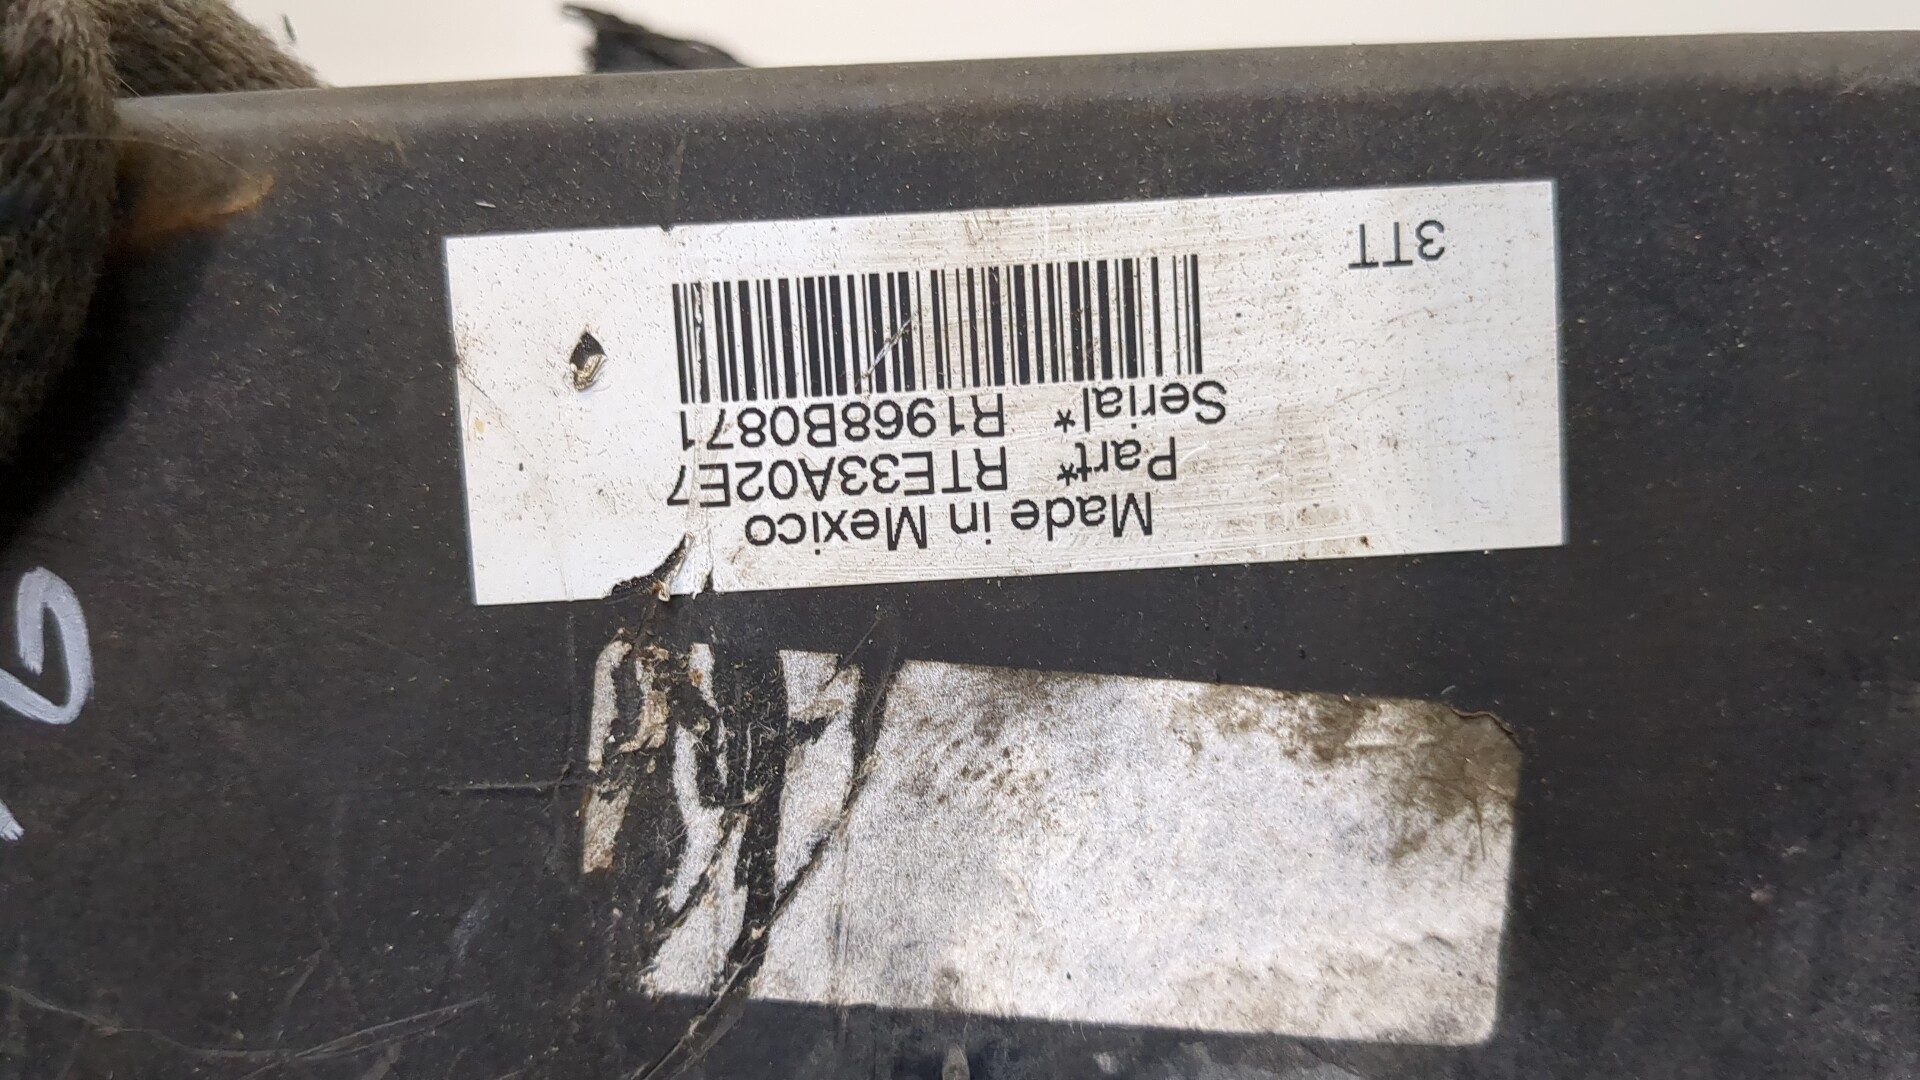 Made in Mexico
Part* RTE33A02E7
Serial* R1968B0871
3TT